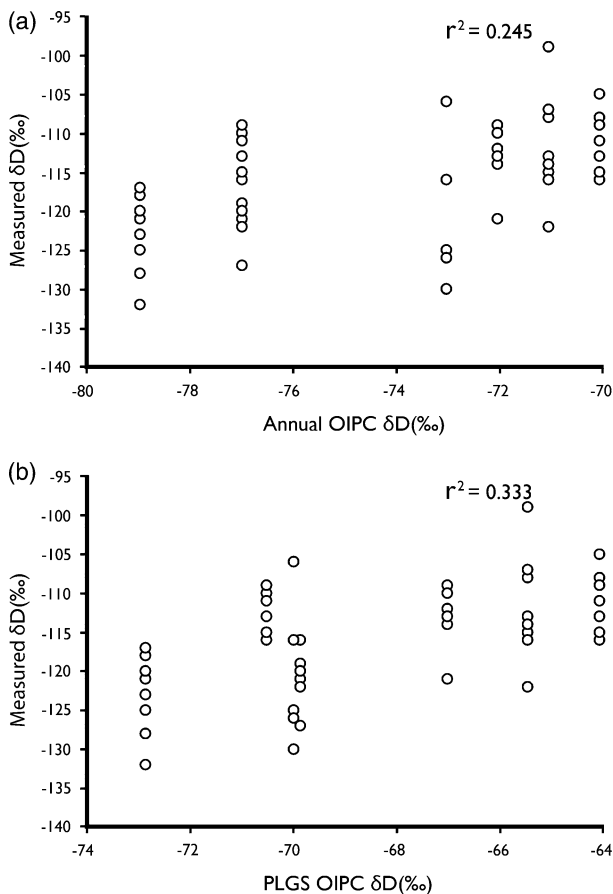 (a)
r² = 0.245
-95
-100
-105
-110
-115
-120
-125
-130
-135
-140
Measured δD(‰)
-80 -78 -76 -74 -72 -70
Annual OIPC δD(‰)
(b)
r² = 0.333
-95
-100
-105
-110
-115
-120
-125
-130
-135
-140
Measured δD(‰)
-74 -72 -70 -68 -66 -64
PLGS OIPC δD(‰)